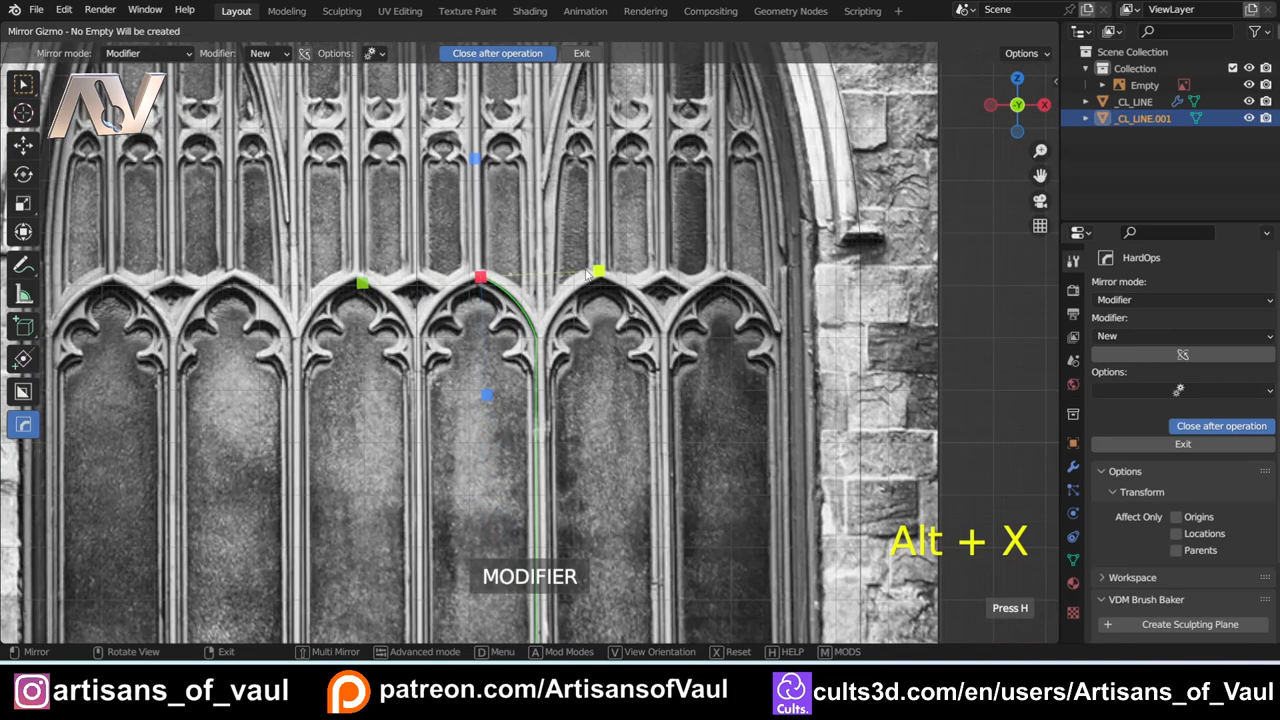 File Edit Render Window Help Layout Modeling Sculpting UV Editing Texture Paint Shading Animation Rendering Compositing Geometry Nodes Scripting + Scene ViewLayer
Mirror Gizmo - No Empty Will be created
Mirror mode: Modifier Modifier: New Options: Close after operation Exit Options
AV
Z
-Y X
Scene Collection
Collection
Empty
_CL_LINE
_CL_LINE.001
HardOps
Mirror mode:
Modifier
Modifier:
New
Options:
Close after operation
Exit
Options
Transform
Affect Only Origins
Locations
Parents
Workspace
VDM Brush Baker
+ Create Sculpting Plane
Alt + X
MODIFIER
Press H
Mirror Rotate View Exit Multi Mirror Advanced mode D Menu A Mod Modes V View Orientation X Reset H HELP M MODS
artisans_of_vaul patreon.com/ArtisansofVaul Cults. cults3d.com/en/users/Artisans_of_Vaul